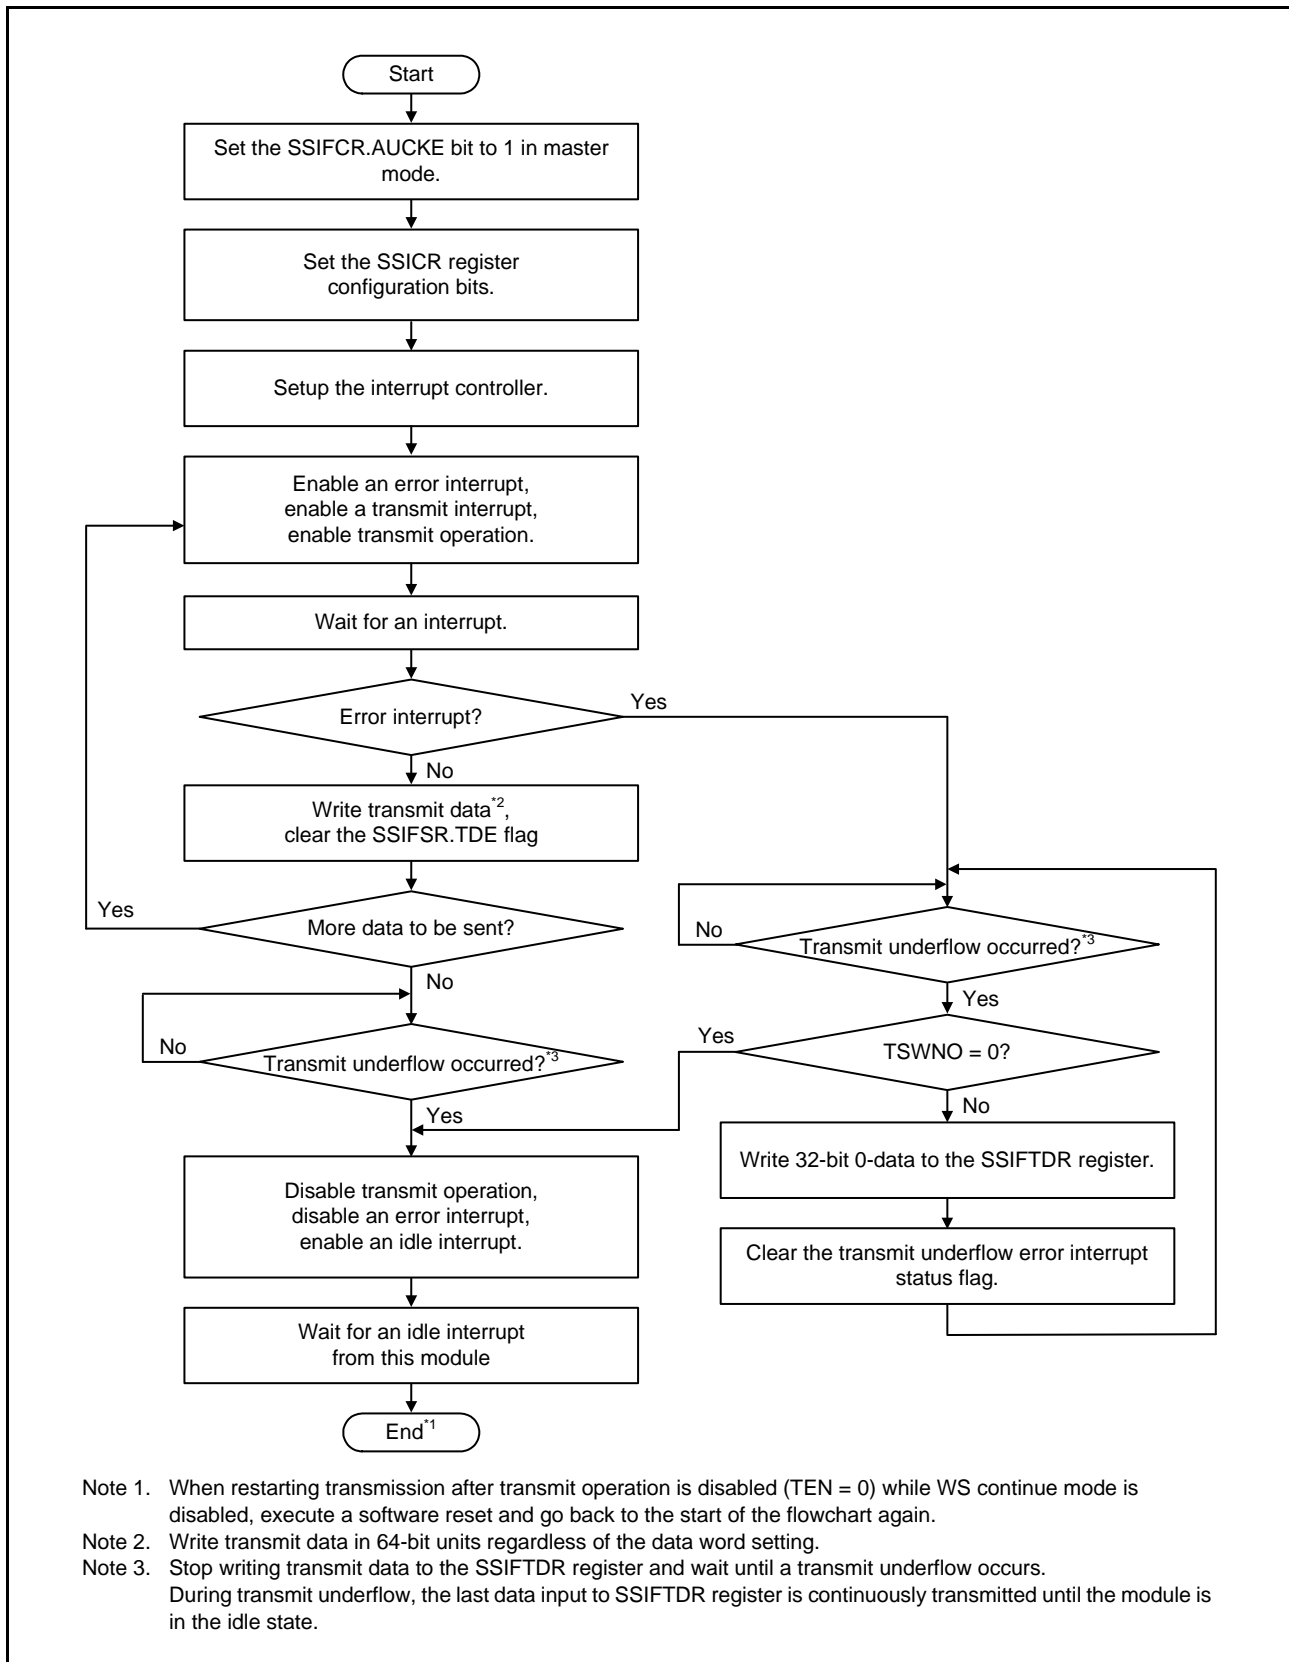 Start
Set the SSIFCR.AUCKE bit to 1 in master
mode.
Set the SSICR register
configuration bits.
Setup the interrupt controller.
Enable an error interrupt,
enable a transmit interrupt,
enable transmit operation.
Wait for an interrupt.
Error interrupt?
Yes
No
Write transmit data*2,
clear the SSIFSR.TDE flag
Yes
More data to be sent?
No
No
Transmit underflow occurred?*3
Yes
No
Transmit underflow occurred?*3
Yes
Yes
TSWNO = 0?
No
Write 32-bit 0-data to the SSIFTDR register.
Clear the transmit underflow error interrupt
status flag.
Disable transmit operation,
disable an error interrupt,
enable an idle interrupt.
Wait for an idle interrupt
from this module
End*1
Note 1. When restarting transmission after transmit operation is disabled (TEN = 0) while WS continue mode is
disabled, execute a software reset and go back to the start of the flowchart again.
Note 2. Write transmit data in 64-bit units regardless of the data word setting.
Note 3. Stop writing transmit data to the SSIFTDR register and wait until a transmit underflow occurs.
During transmit underflow, the last data input to SSIFTDR register is continuously transmitted until the module is
in the idle state.